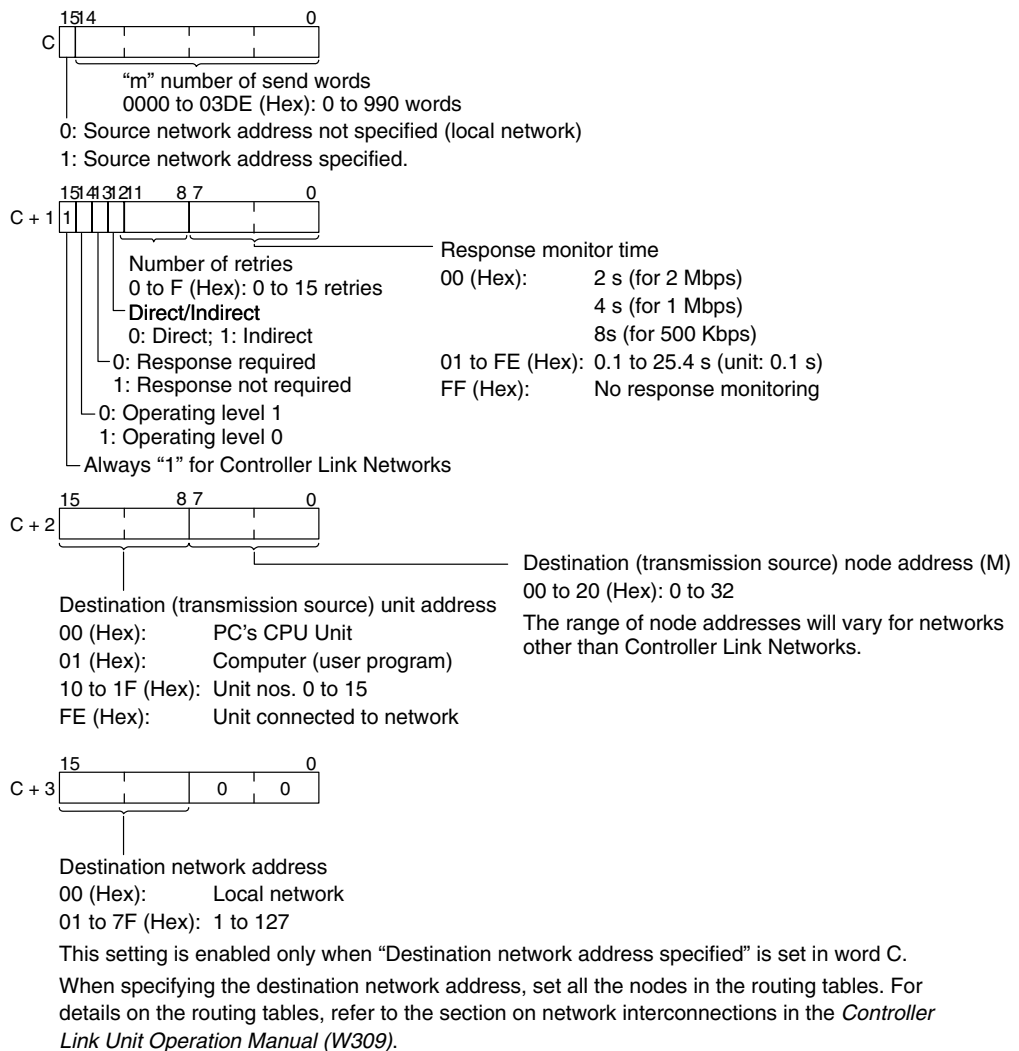 1514 0
C
“m” number of send words
0000 to 03DE (Hex): 0 to 990 words
0: Source network address not specified (local network)
1: Source network address specified.
1514131211 8 7 0
C + 1 1
Number of retries
0 to F (Hex): 0 to 15 retries
Direct/Indirect
0: Direct; 1: Indirect
0: Response required
1: Response not required
0: Operating level 1
1: Operating level 0
Always “1” for Controller Link Networks
Response monitor time
00 (Hex): 2 s (for 2 Mbps)
4 s (for 1 Mbps)
8s (for 500 Kbps)
01 to FE (Hex): 0.1 to 25.4 s (unit: 0.1 s)
FF (Hex): No response monitoring
15 8 7 0
C + 2
Destination (transmission source) node address (M)
00 to 20 (Hex): 0 to 32
The range of node addresses will vary for networks
other than Controller Link Networks.
Destination (transmission source) unit address
00 (Hex): PC’s CPU Unit
01 (Hex): Computer (user program)
10 to 1F (Hex): Unit nos. 0 to 15
FE (Hex): Unit connected to network
15 0
C + 3 0 0
Destination network address
00 (Hex): Local network
01 to 7F (Hex): 1 to 127
This setting is enabled only when “Destination network address specified” is set in word C.
When specifying the destination network address, set all the nodes in the routing tables. For
details on the routing tables, refer to the section on network interconnections in the Controller
Link Unit Operation Manual (W309).